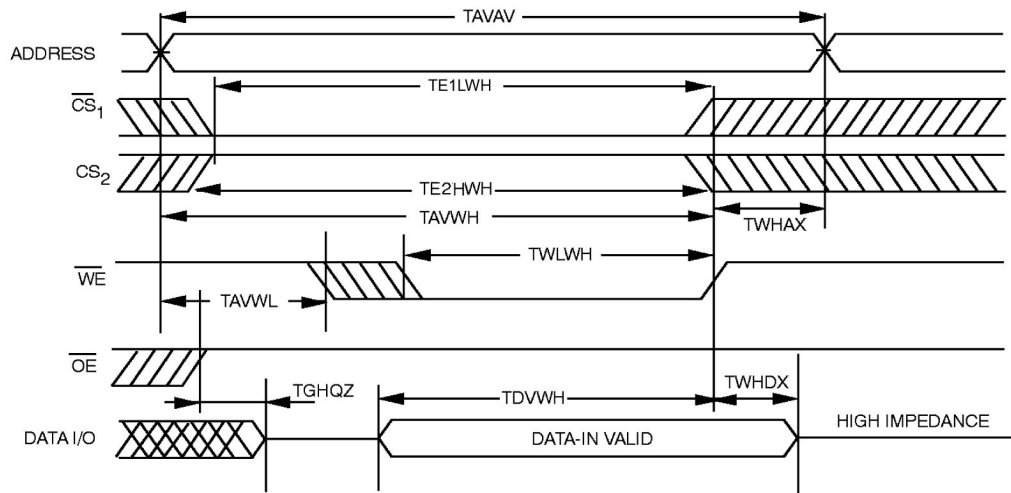 TAVAV
ADDRESS
TE1LWH
CS1
CS2
TE2HWH
TAVWH
TWHAX
TWLWH
WE
TAVWL
OE
TGHQZ
TDVWH
TWHDX
DATA I/O
DATA-IN VALID
HIGH IMPEDANCE